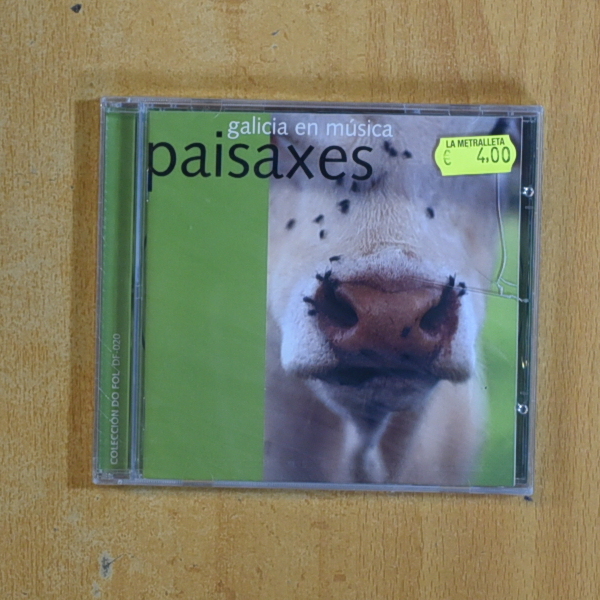 galicia en música
paisaxes
LA METRALLETA
€ 4,00
COLECCIÓN DO FOL/DF-020